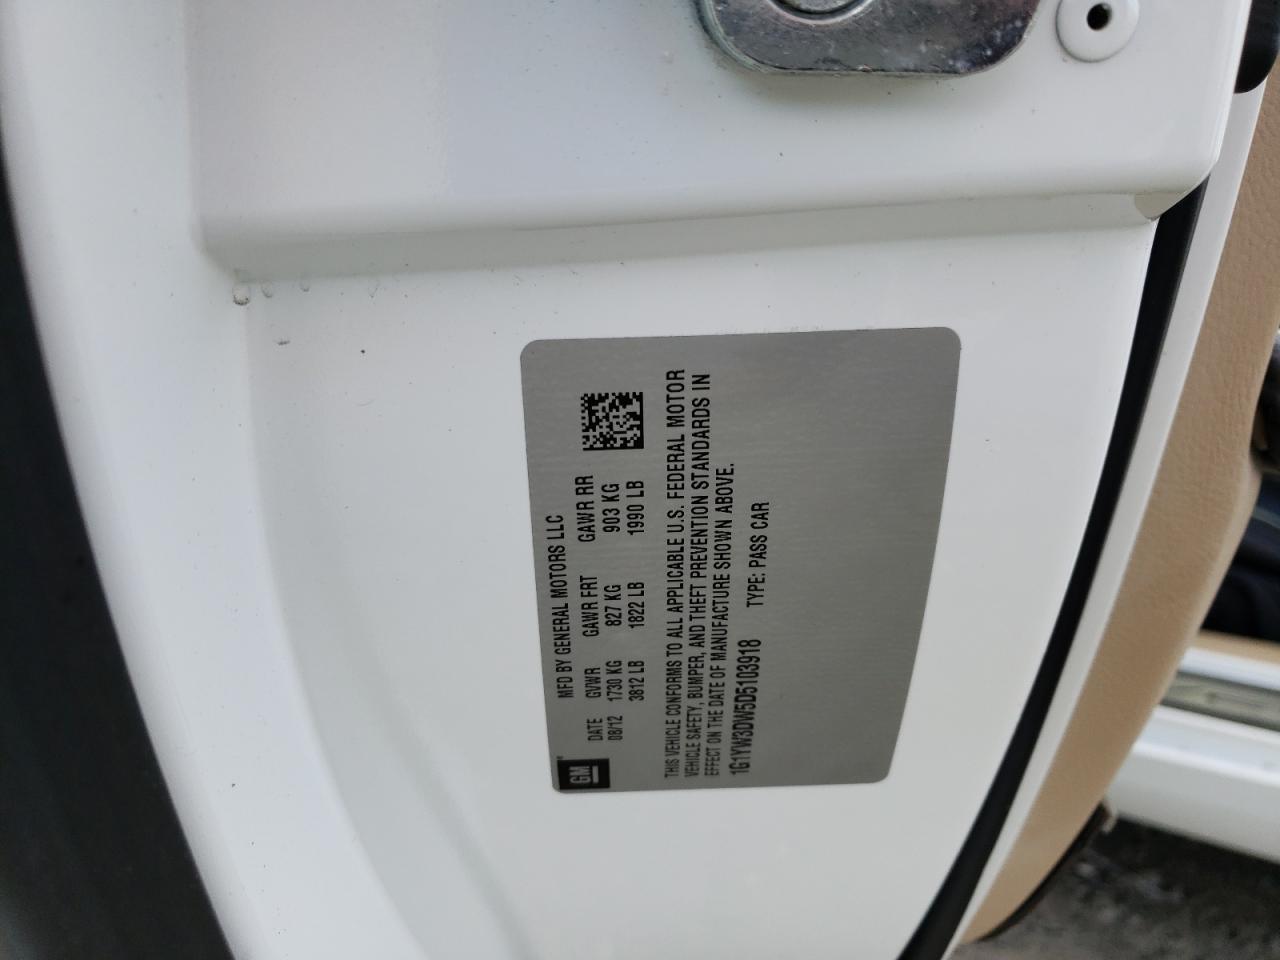 GM
MFD BY GENERAL MOTORS LLC
DATE GVWR GAWR FRT GAWR RR
08/12 1730 KG 827 KG 903 KG
3812 LB 1822 LB 1990 LB
THIS VEHICLE CONFORMS TO ALL APPLICABLE U.S. FEDERAL MOTOR
VEHICLE SAFETY, BUMPER, AND THEFT PREVENTION STANDARDS IN
EFFECT ON THE DATE OF MANUFACTURE SHOWN ABOVE.
1G1YW3DW5D5103918 TYPE: PASS CAR